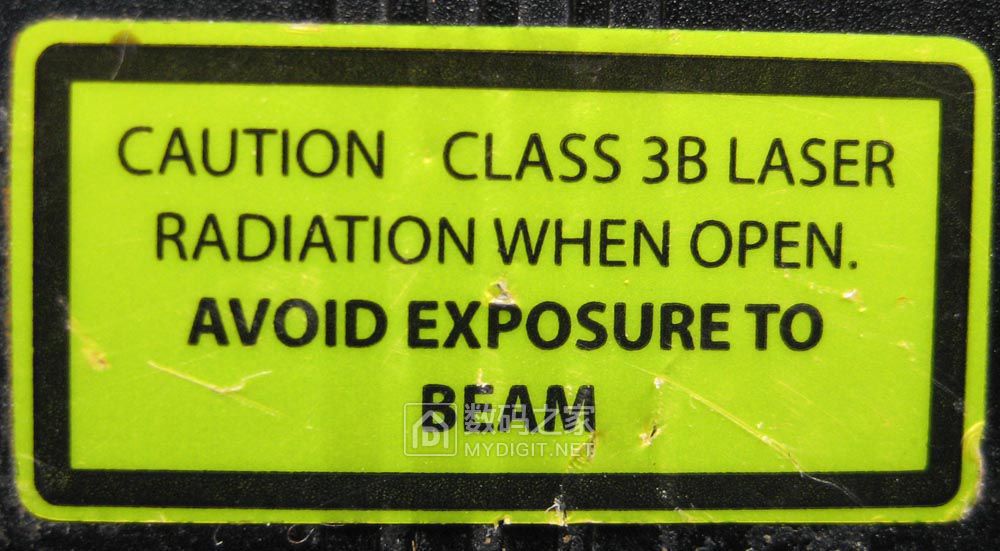 CAUTION CLASS 3B LASER
RADIATION WHEN OPEN.
AVOID EXPOSURE TO
BEAM
数码之家
MYDIGIT.NET